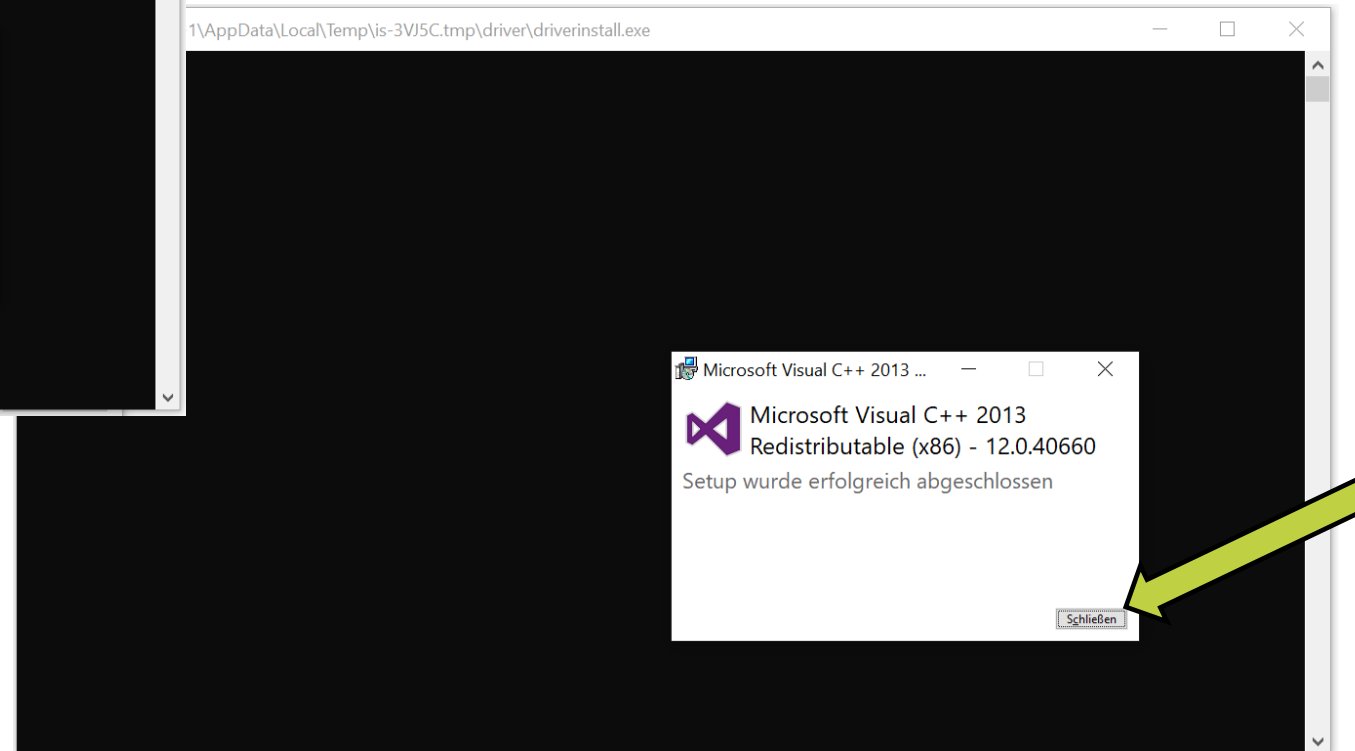 1\AppData\Local\Temp\is-3VJ5C.tmp\driver\driverinstall.exe
Microsoft Visual C++ 2013 ...
Microsoft Visual C++ 2013
Redistributable (x86) - 12.0.40660
Setup wurde erfolgreich abgeschlossen
Schließen